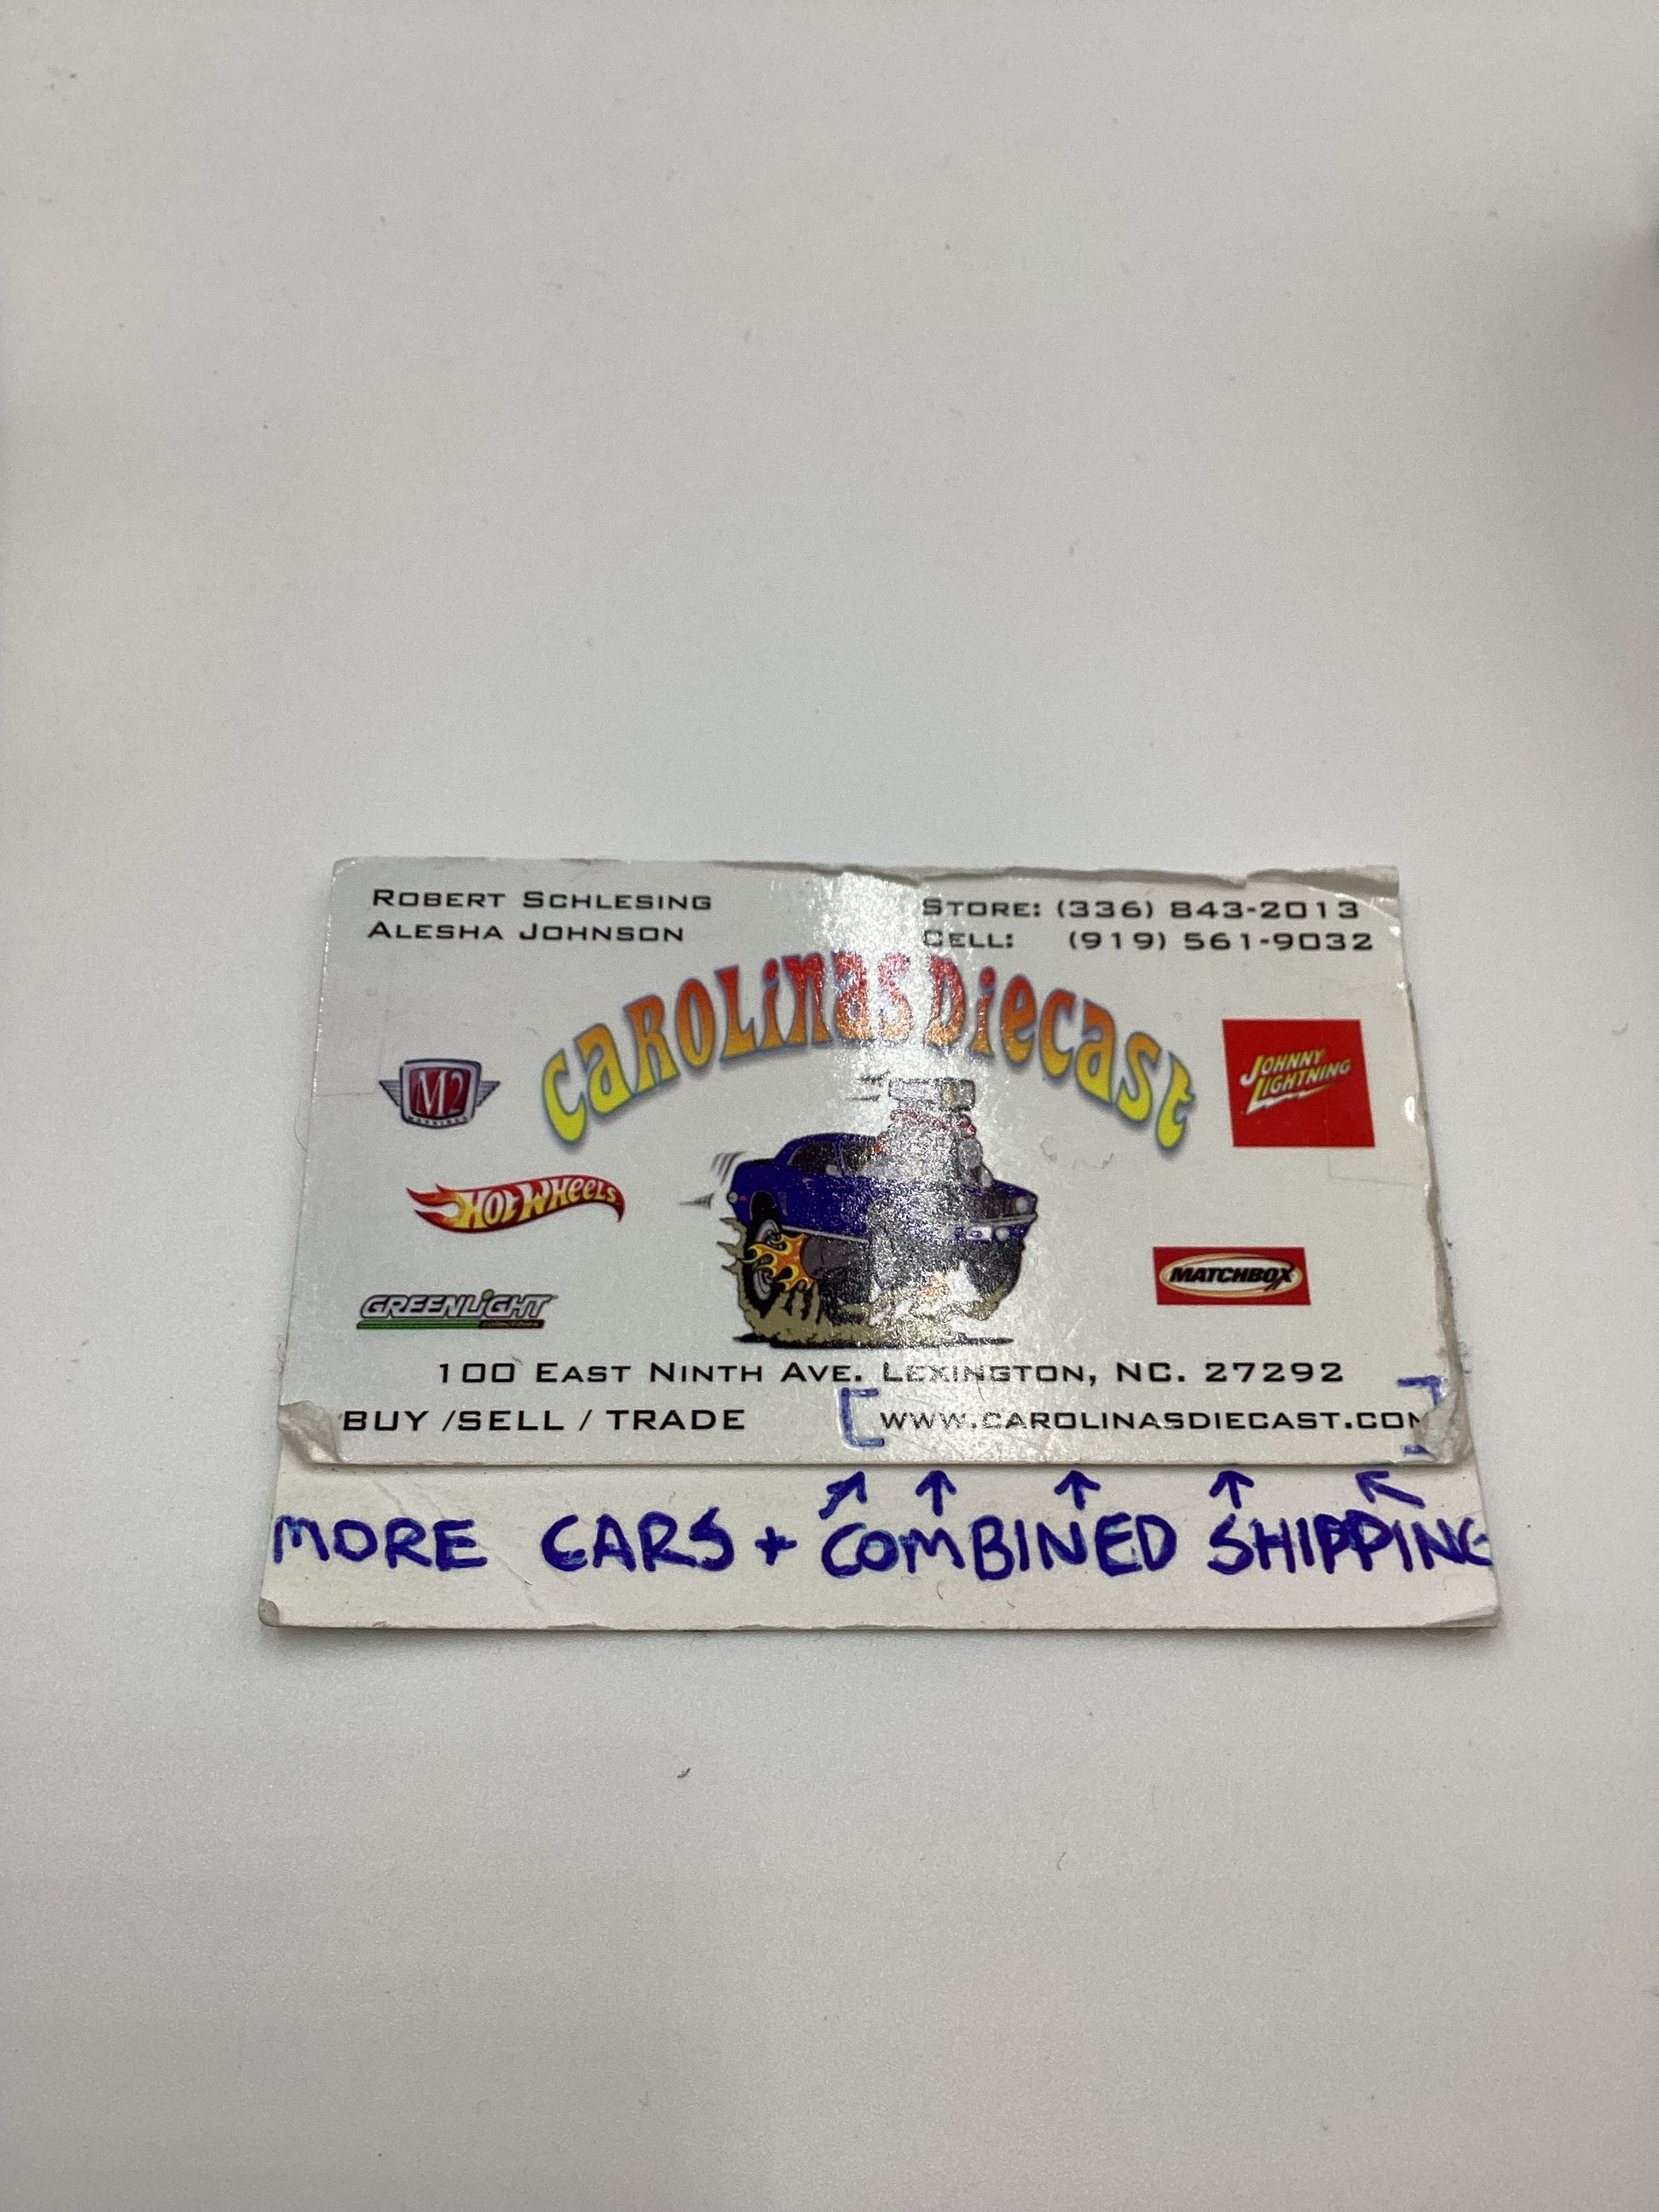 ROBERT SCHLESING
ALESHA JOHNSON
STORE: (336) 843-2013
CELL: (919) 561-9032
CAROLINAS DIECAST
M2
JOHNNY
LIGHTNING
HOT WHEELS
MATCHBOX
GREENLIGHT
collectibles
100 EAST NINTH AVE. LEXINGTON, NC. 27292
BUY /SELL / TRADE [WWW.CAROLINASDIECAST.COM]
MORE CARS + COMBINED SHIPPING